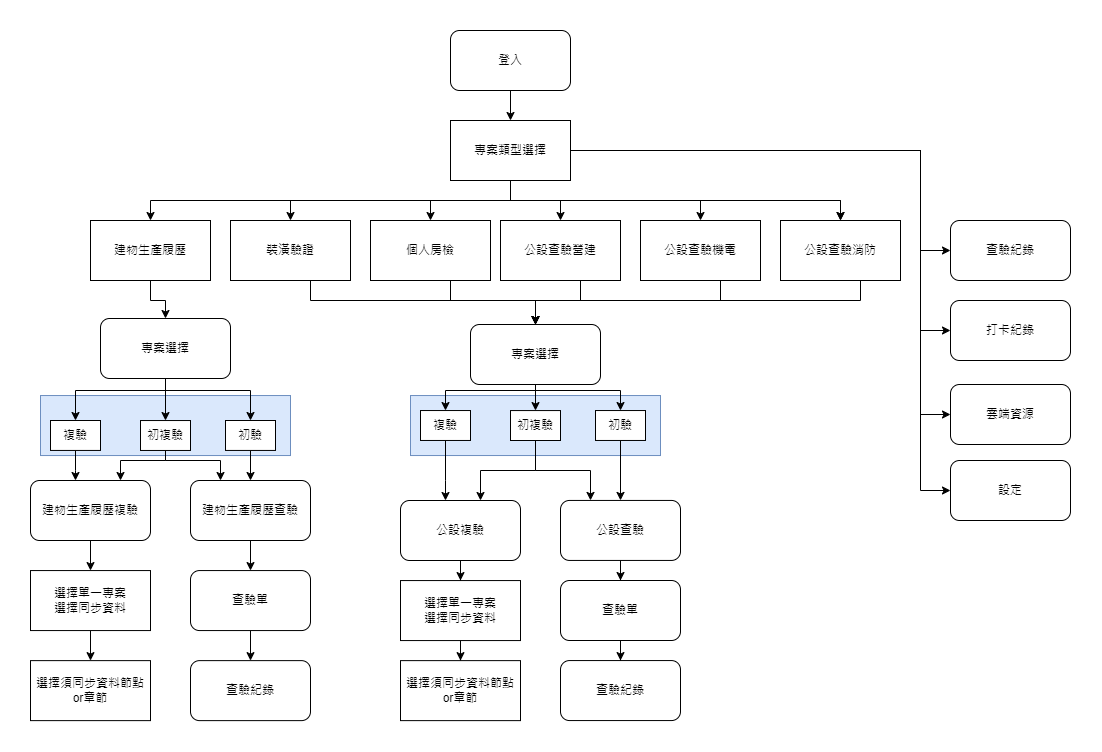 登入
專案類型選擇
建物生產履歷
裝潢驗證
個人房檢
公設查驗營建
公設查驗機電
公設查驗消防
查驗紀錄
打卡紀錄
雲端資源
設定
專案選擇
專案選擇
複驗
初複驗
初驗
複驗
初複驗
初驗
建物生產履歷複驗
建物生產履歷查驗
公設複驗
公設查驗
選擇單一專案
選擇同步資料
查驗單
選擇單一專案
選擇同步資料
查驗單
選擇須同步資料節點
or章節
查驗紀錄
選擇須同步資料節點
or章節
查驗紀錄